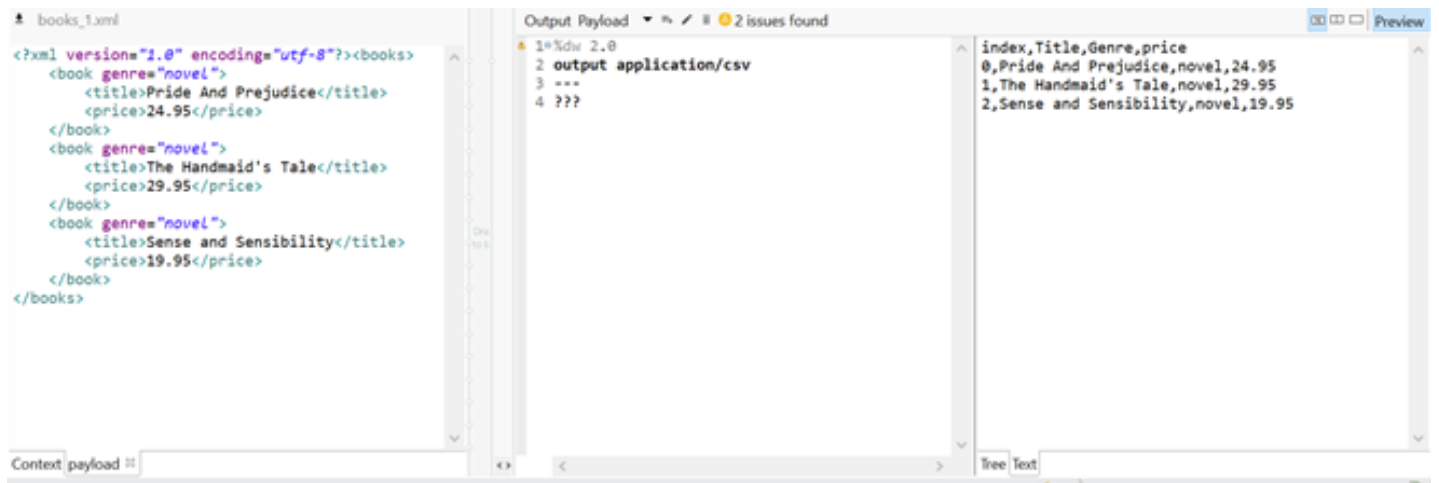 books_1.xml
<?xml version="1.0" encoding="utf-8"?><books>
<book genre="novel">
<title>Pride And Prejudice</title>
<price>24.95</price>
</book>
<book genre="novel">
<title>The Handmaid's Tale</title>
<price>29.95</price>
</book>
<book genre="novel">
<title>Sense and Sensibility</title>
<price>19.95</price>
</book>
</books>
Context payload
Output Payload 2 issues found Preview
1 %dw 2.0
2 output application/csv
3 ---
4 ???
index,Title,Genre,price
0,Pride And Prejudice,novel,24.95
1,The Handmaid's Tale,novel,29.95
2,Sense and Sensibility,novel,19.95
Tree Text